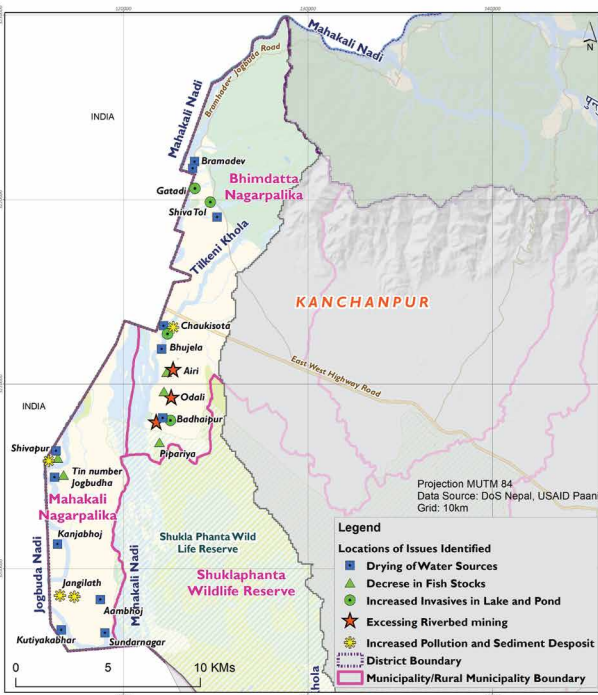 Mahakali Nadi
Bramhadev- Jogbuda Road
Mahakali Nadi
INDIA
N
Bramadev
Bhimdatta
Nagarpalika
Gatadi
Shiva Tol
Tilkeni Khola
KANCHANPUR
Chaukisota
Bhujela
Airi
East West Highway Road
Odali
INDIA
Badhaipur
Pipariya
Shivapur
Tin number
Jogbudha
Mahakali
Nagarpalika
Projection MUTM 84
Data Source: DoS Nepal, USAID Paani
Grid: 10km
Kanjabhoj
Shukla Phanta Wild
Life Reserve
Shuklaphanta
Wildlife Reserve
Jogbuda Nadi
Mahakali Nadi
Jangilath
Aambhoj
Kutiyakabhar
Sundarnagar
0 5 10 KMs
khola
Legend
Locations of Issues Identified
Drying of Water Sources
Decrese in Fish Stocks
Increased Invasives in Lake and Pond
Excessing Riverbed mining
Increased Pollution and Sediment Desposit
District Boundary
Municipality/Rural Municipality Boundary